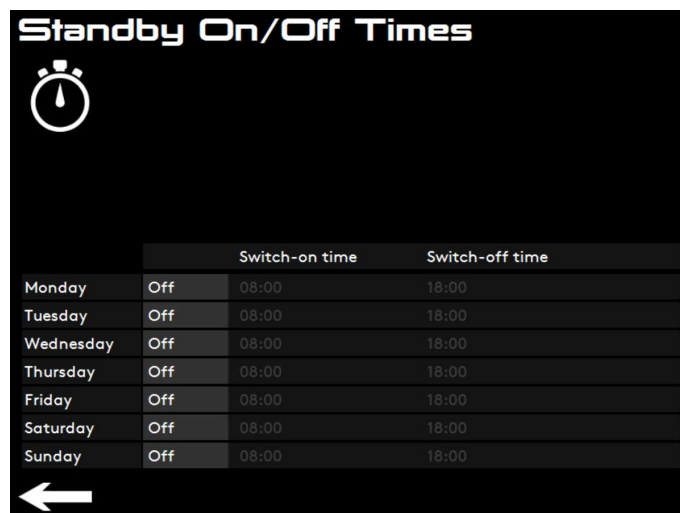 Standby On/Off Times
Switch-on time Switch-off time
Monday Off 08:00 18:00
Tuesday Off 08:00 18:00
Wednesday Off 08:00 18:00
Thursday Off 08:00 18:00
Friday Off 08:00 18:00
Saturday Off 08:00 18:00
Sunday Off 08:00 18:00